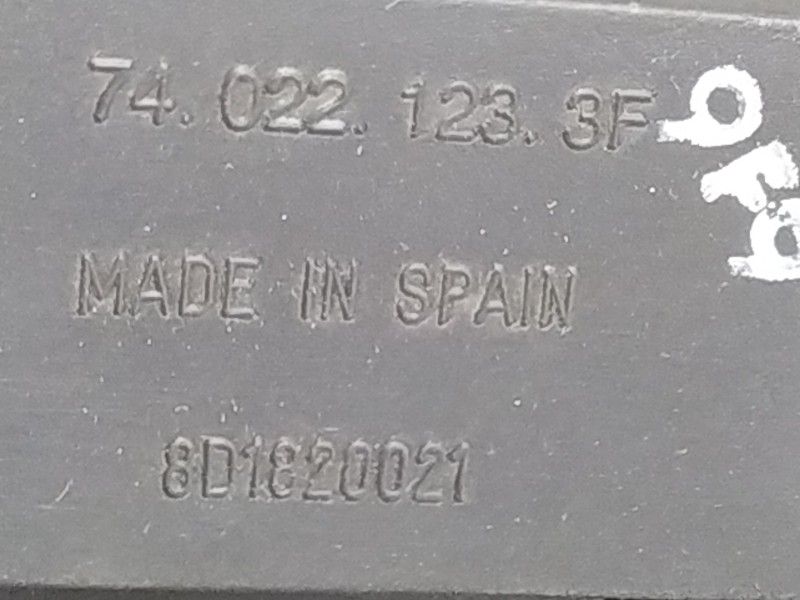 74. 022. 123. 3F
MADE IN SPAIN
8D1820021